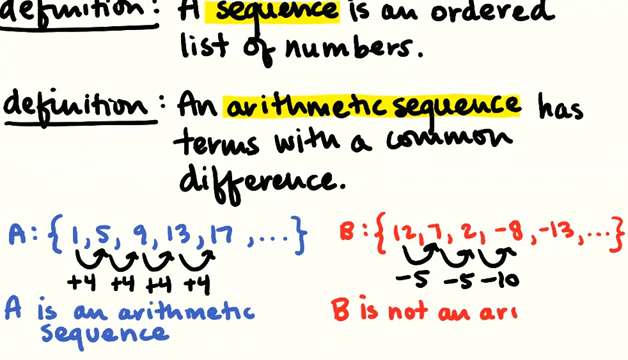 definition: A sequence is an ordered
list of numbers.
definition: An arithmetic sequence has
terms with a common
difference.
A: {1, 5, 9, 13, 17, ...}
+4 +4 +4 +4
A is an arithmetic
sequence
B: {12, 7, 2, -8, -13, ...}
-5 -5 -10
B is not an ari